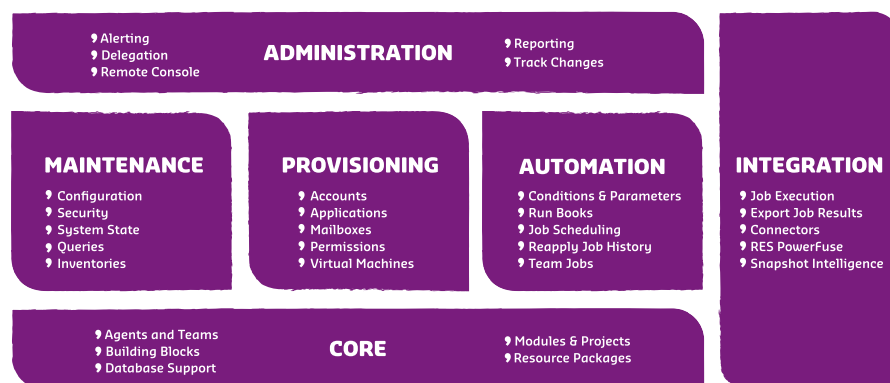 ADMINISTRATION
Alerting
Delegation
Remote Console
Reporting
Track Changes
MAINTENANCE
Configuration
Security
System State
Queries
Inventories
PROVISIONING
Accounts
Applications
Mailboxes
Permissions
Virtual Machines
AUTOMATION
Conditions & Parameters
Run Books
Job Scheduling
Reapply Job History
Team Jobs
INTEGRATION
Job Execution
Export Job Results
Connectors
RES PowerFuse
Snapshot Intelligence
CORE
Agents and Teams
Building Blocks
Database Support
Modules & Projects
Resource Packages